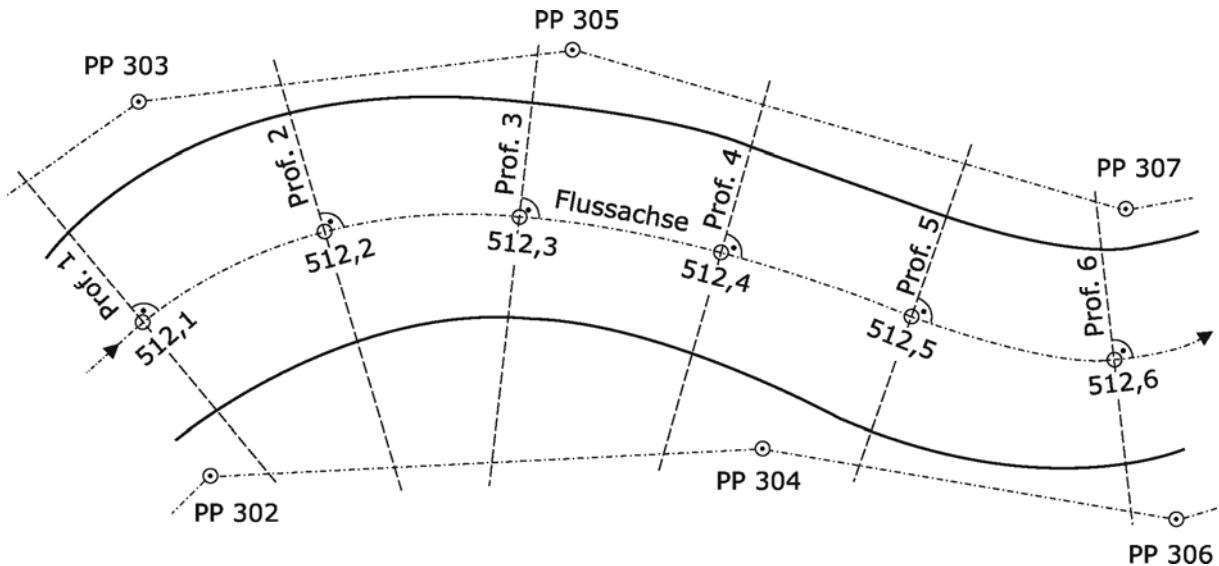 PP 305
PP 303
PP 307
Prof. 1
Prof. 2
Prof. 3
Prof. 4
Prof. 5
Prof. 6
Flussachse
512,1
512,2
512,3
512,4
512,5
512,6
PP 302
PP 304
PP 306